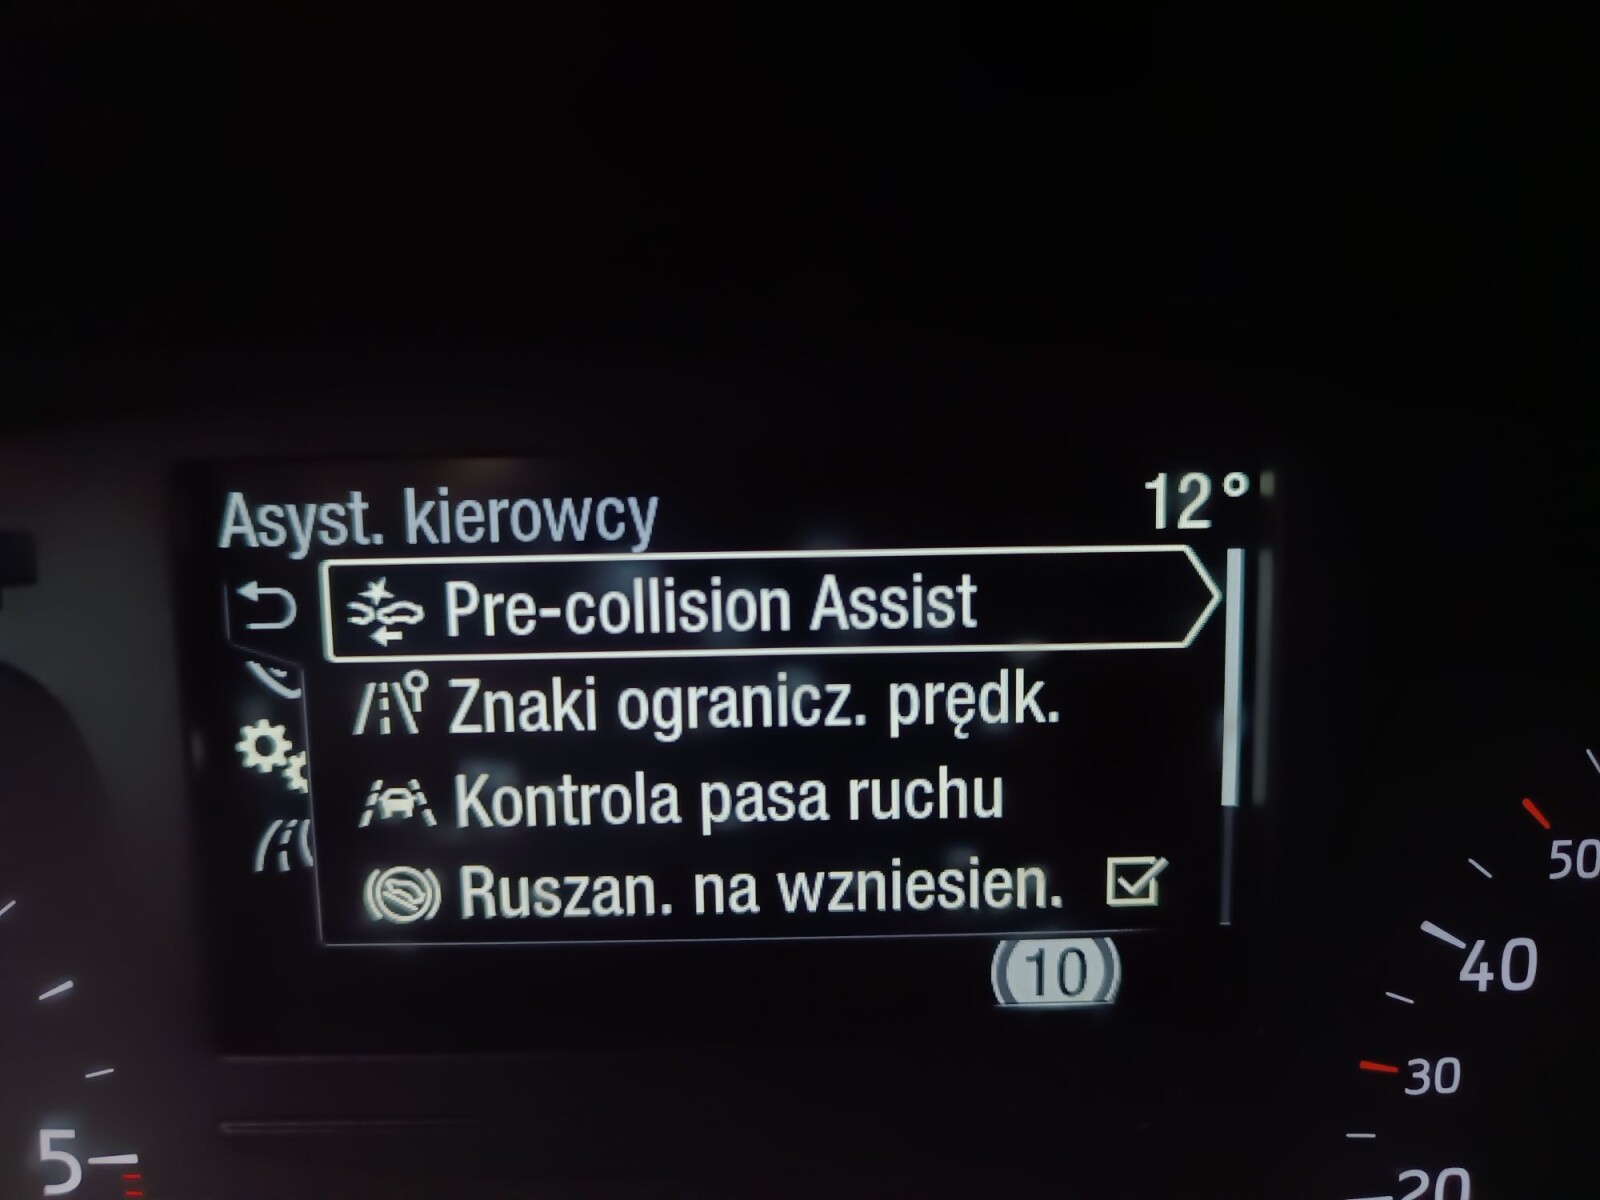 Asyst. kierowcy
12°
Pre-collision Assist
Znaki ogranicz. prędk.
Kontrola pasa ruchu
Ruszan. na wzniesien.
10
50
40
30
20
5